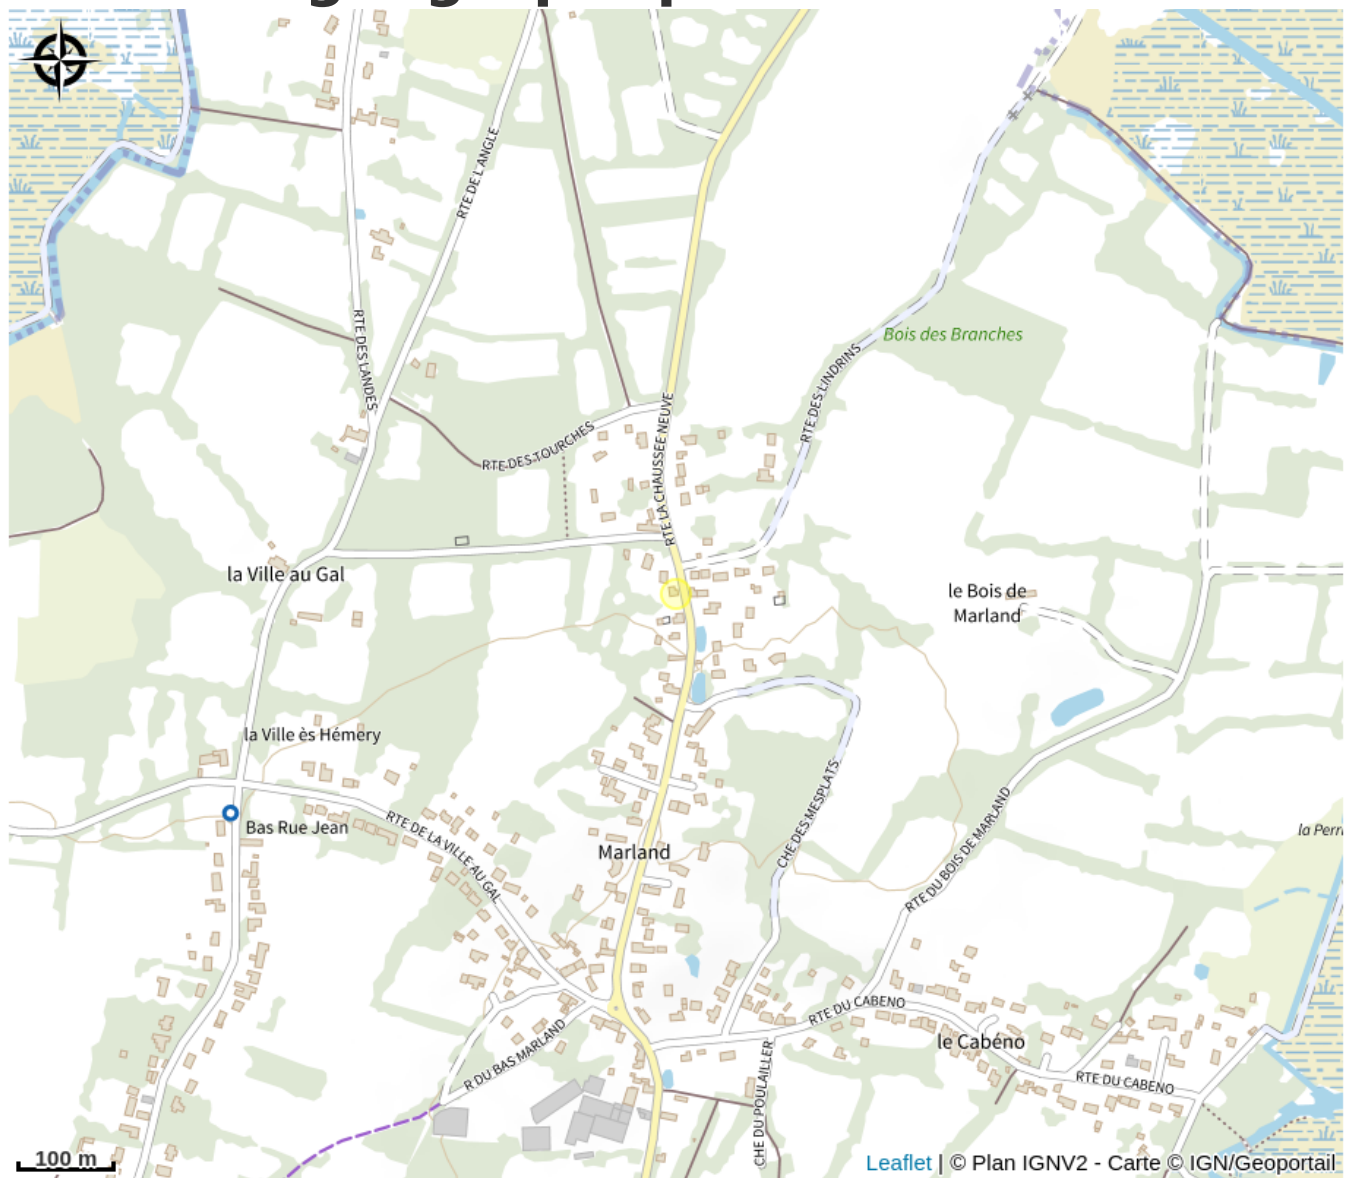 RTE DE L'ANGLE
RTE DES LANDES
Bois des Branches
RTE DES LINDRINS
RTE LA CHAUSSEE NEUVE
RTE DES TOURCHES
la Ville au Gal
le Bois de
Marland
la Ville ès Hémery
Bas Rue Jean
RTE DE LA VILLE AU GAL
Marland
CHE DES MESPLATS
RTE DU BOIS DE MARLAND
la Perri
RTE DU CABENO
le Cabéno
R DU BAS MARLAND
CHE DU POULAILLER
RTE DU CABENO
100 m
Leaflet | © Plan IGNV2 - Carte © IGN/Geoportail